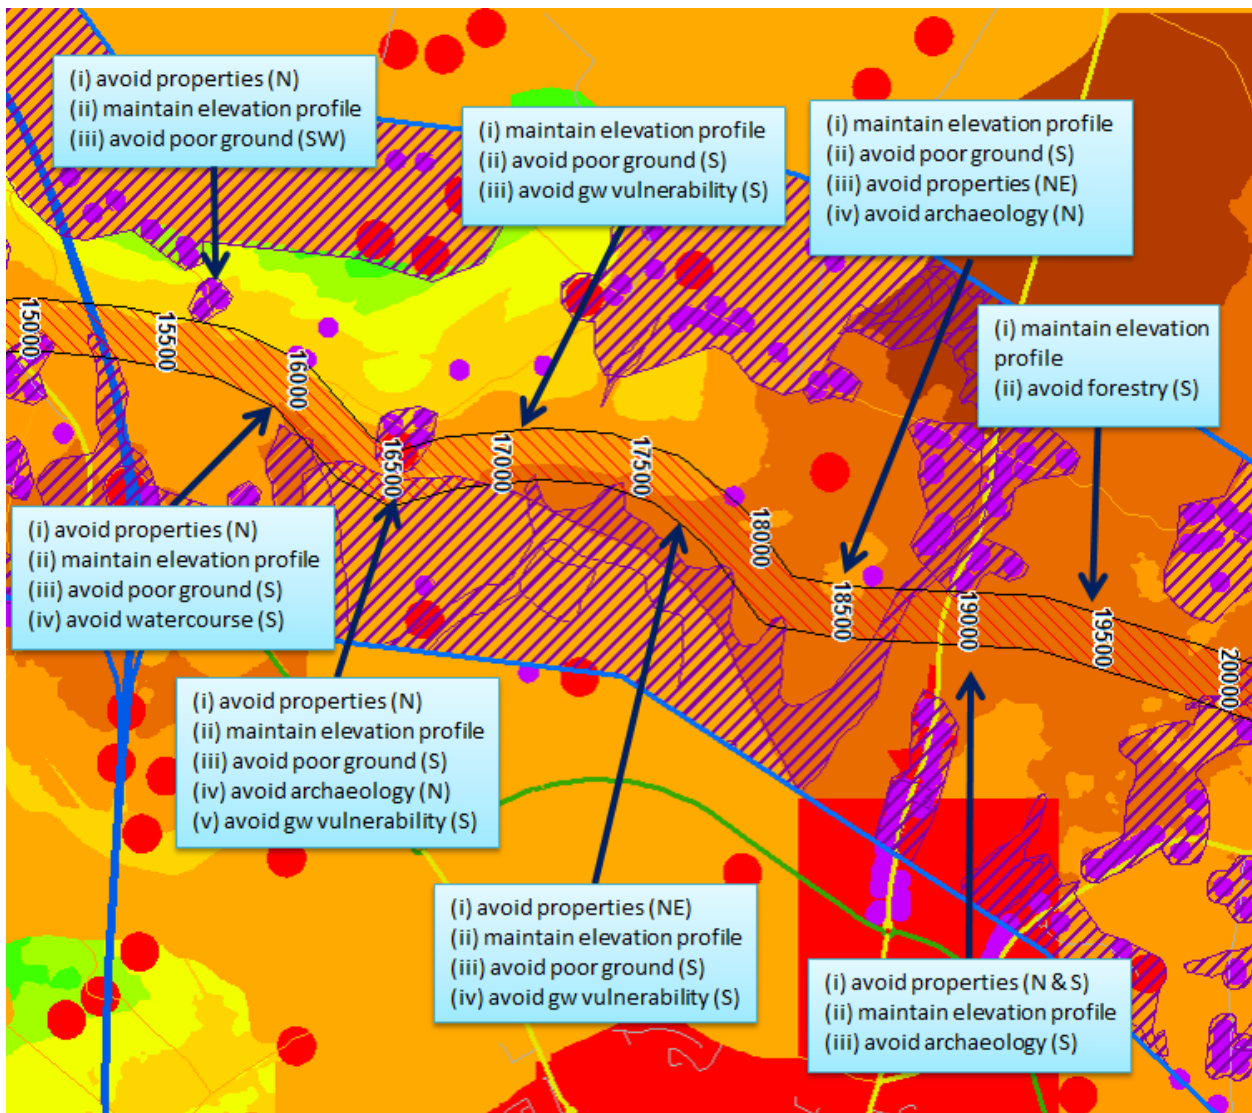 (i) avoid properties (N)
(ii) maintain elevation profile
(iii) avoid poor ground (SW)
(i) maintain elevation profile
(ii) avoid poor ground (S)
(iii) avoid gw vulnerability (S)
(i) maintain elevation profile
(ii) avoid poor ground (S)
(iii) avoid properties (NE)
(iv) avoid archaeology (N)
(i) maintain elevation
profile
(ii) avoid forestry (S)
15000
15500
16000
16500
17000
17500
18000
18500
19000
19500
20000
(i) avoid properties (N)
(ii) maintain elevation profile
(iii) avoid poor ground (S)
(iv) avoid watercourse (S)
(i) avoid properties (N)
(ii) maintain elevation profile
(iii) avoid poor ground (S)
(iv) avoid archaeology (N)
(v) avoid gw vulnerability (S)
(i) avoid properties (NE)
(ii) maintain elevation profile
(iii) avoid poor ground (S)
(iv) avoid gw vulnerability (S)
(i) avoid properties (N & S)
(ii) maintain elevation profile
(iii) avoid archaeology (S)